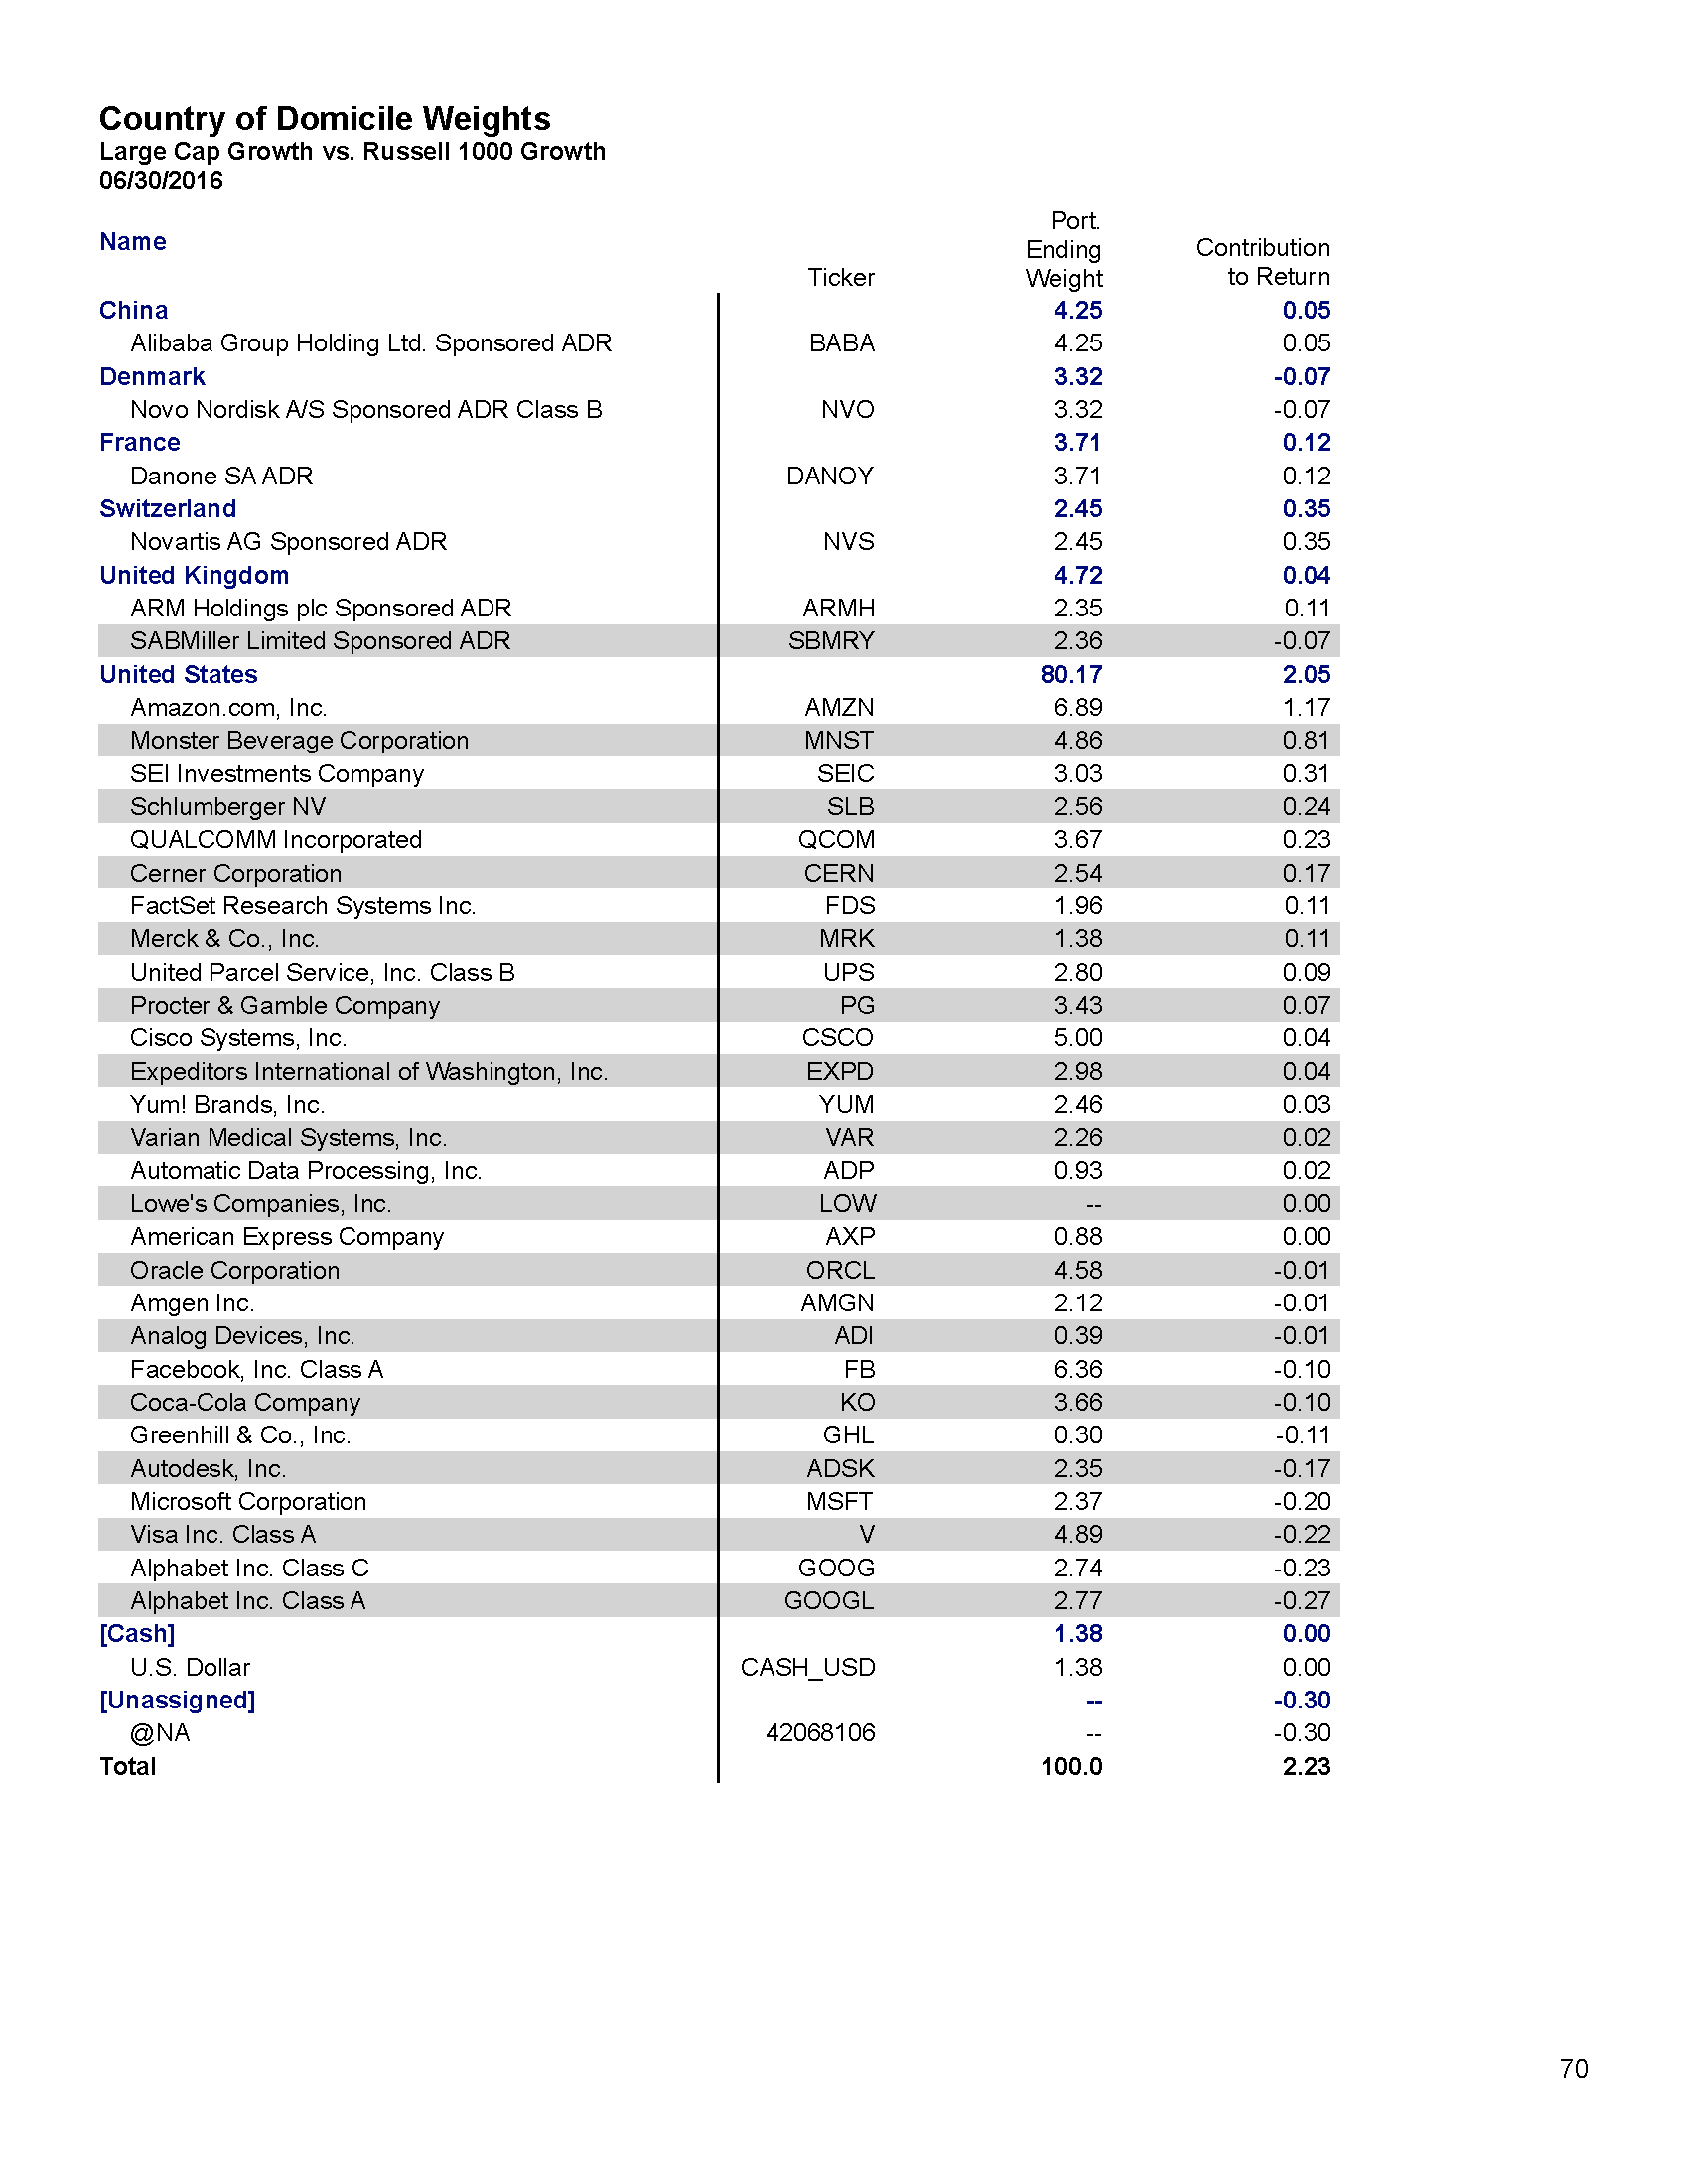 Country of Domicile Weights
Large Cap Growth vs. Russell 1000 Growth
06/30/2016
Name Ticker Port. Ending Weight Contribution to Return
China 4.25 0.05
Alibaba Group Holding Ltd. Sponsored ADR BABA 4.25 0.05
Denmark 3.32 -0.07
Novo Nordisk A/S Sponsored ADR Class B NVO 3.32 -0.07
France 3.71 0.12
Danone SA ADR DANOY 3.71 0.12
Switzerland 2.45 0.35
Novartis AG Sponsored ADR NVS 2.45 0.35
United Kingdom 4.72 0.04
ARM Holdings plc Sponsored ADR ARMH 2.35 0.11
SABMiller Limited Sponsored ADR SBMRY 2.36 -0.07
United States 80.17 2.05
Amazon.com, Inc. AMZN 6.89 1.17
Monster Beverage Corporation MNST 4.86 0.81
SEI Investments Company SEIC 3.03 0.31
Schlumberger NV SLB 2.56 0.24
QUALCOMM Incorporated QCOM 3.67 0.23
Cerner Corporation CERN 2.54 0.17
FactSet Research Systems Inc. FDS 1.96 0.11
Merck & Co., Inc. MRK 1.38 0.11
United Parcel Service, Inc. Class B UPS 2.80 0.09
Procter & Gamble Company PG 3.43 0.07
Cisco Systems, Inc. CSCO 5.00 0.04
Expeditors International of Washington, Inc. EXPD 2.98 0.04
Yum! Brands, Inc. YUM 2.46 0.03
Varian Medical Systems, Inc. VAR 2.26 0.02
Automatic Data Processing, Inc. ADP 0.93 0.02
Lowe's Companies, Inc. LOW -- 0.00
American Express Company AXP 0.88 0.00
Oracle Corporation ORCL 4.58 -0.01
Amgen Inc. AMGN 2.12 -0.01
Analog Devices, Inc. ADI 0.39 -0.01
Facebook, Inc. Class A FB 6.36 -0.10
Coca-Cola Company KO 3.66 -0.10
Greenhill & Co., Inc. GHL 0.30 -0.11
Autodesk, Inc. ADSK 2.35 -0.17
Microsoft Corporation MSFT 2.37 -0.20
Visa Inc. Class A V 4.89 -0.22
Alphabet Inc. Class C GOOG 2.74 -0.23
Alphabet Inc. Class A GOOGL 2.77 -0.27
[Cash] 1.38 0.00
U.S. Dollar CASH_USD 1.38 0.00
[Unassigned] -- -0.30
@NA 42068106 -- -0.30
Total 100.0 2.23
70